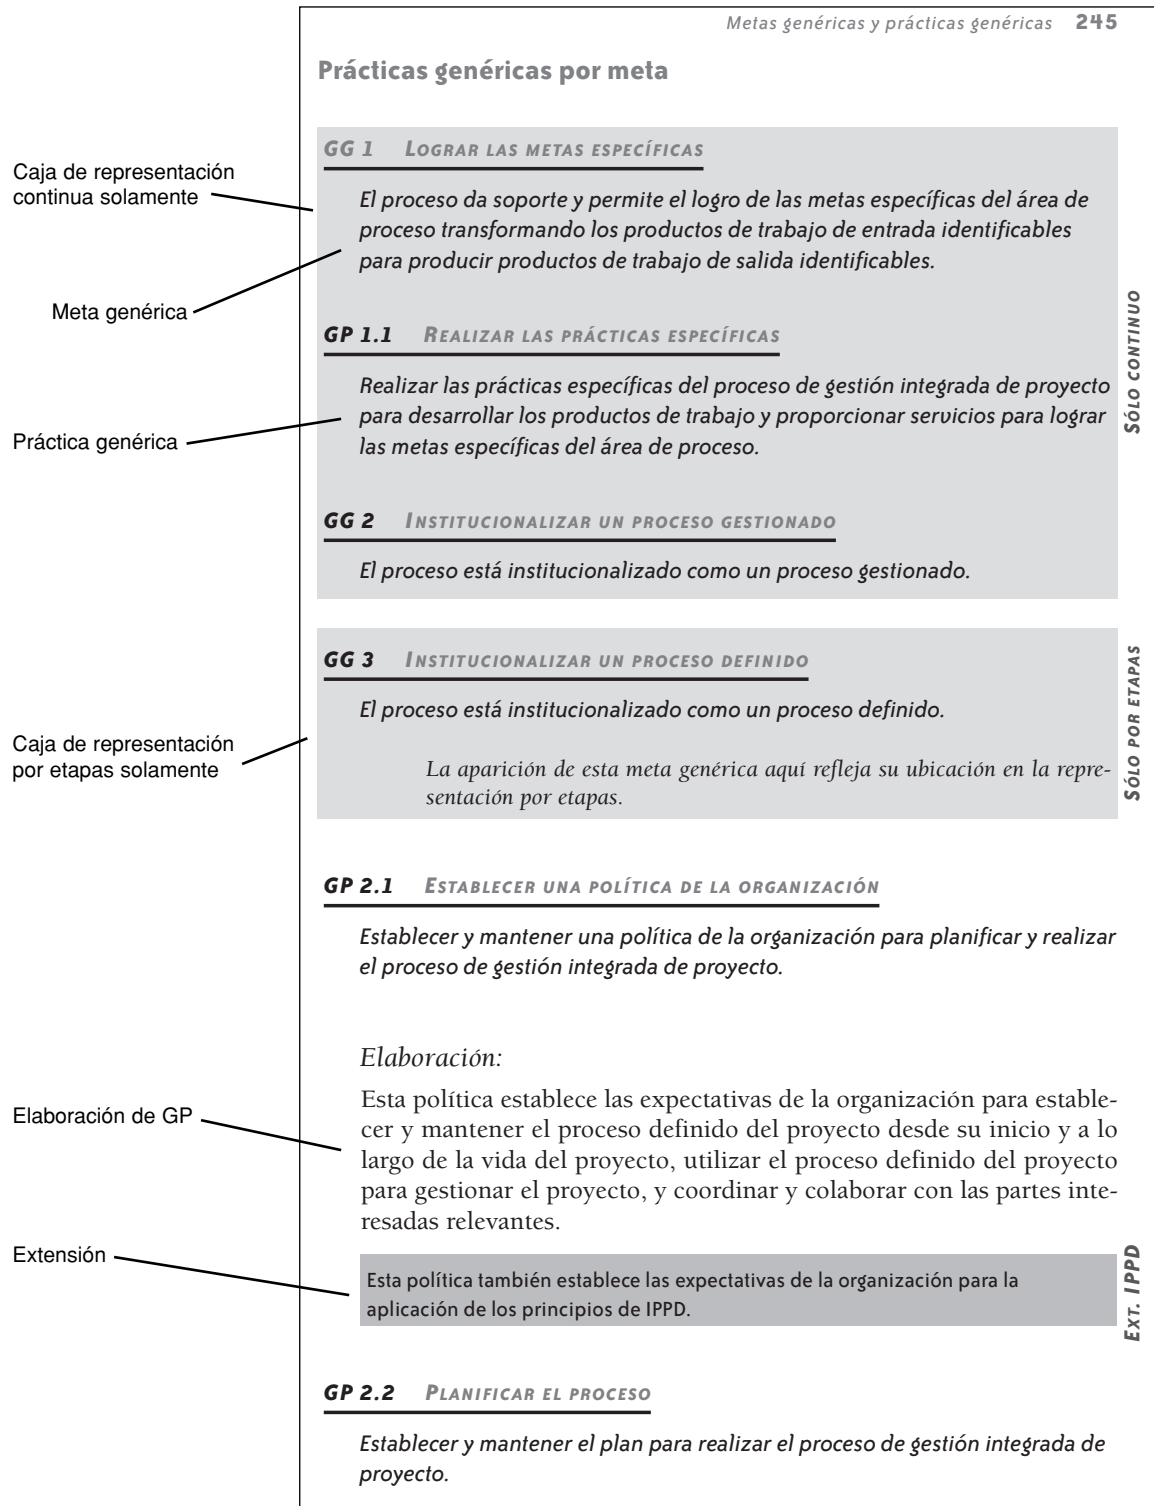 Metas genéricas y prácticas genéricas 245
Prácticas genéricas por meta
GG 1 LOGRAR LAS METAS ESPECÍFICAS
Caja de representación
continua solamente
El proceso da soporte y permite el logro de las metas específicas del área de
proceso transformando los productos de trabajo de entrada identificables
para producir productos de trabajo de salida identificables.
Meta genérica
SÓLO CONTINUO
GP 1.1 REALIZAR LAS PRÁCTICAS ESPECÍFICAS
Realizar las prácticas específicas del proceso de gestión integrada de proyecto
para desarrollar los productos de trabajo y proporcionar servicios para lograr
las metas específicas del área de proceso.
Práctica genérica
GG 2 INSTITUCIONALIZAR UN PROCESO GESTIONADO
El proceso está institucionalizado como un proceso gestionado.
GG 3 INSTITUCIONALIZAR UN PROCESO DEFINIDO
El proceso está institucionalizado como un proceso definido.
SÓLO POR ETAPAS
Caja de representación
por etapas solamente
La aparición de esta meta genérica aquí refleja su ubicación en la repre-
sentación por etapas.
GP 2.1 ESTABLECER UNA POLÍTICA DE LA ORGANIZACIÓN
Establecer y mantener una política de la organización para planificar y realizar
el proceso de gestión integrada de proyecto.
Elaboración:
Elaboración de GP
Esta política establece las expectativas de la organización para estable-
cer y mantener el proceso definido del proyecto desde su inicio y a lo
largo de la vida del proyecto, utilizar el proceso definido del proyecto
para gestionar el proyecto, y coordinar y colaborar con las partes inte-
resadas relevantes.
Extensión
Esta política también establece las expectativas de la organización para la
aplicación de los principios de IPPD.
EXT. IPPD
GP 2.2 PLANIFICAR EL PROCESO
Establecer y mantener el plan para realizar el proceso de gestión integrada de
proyecto.